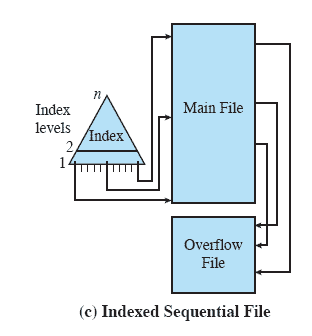 n
Index
levels
2
1
Index
Main File
Overflow
File
(c) Indexed Sequential File